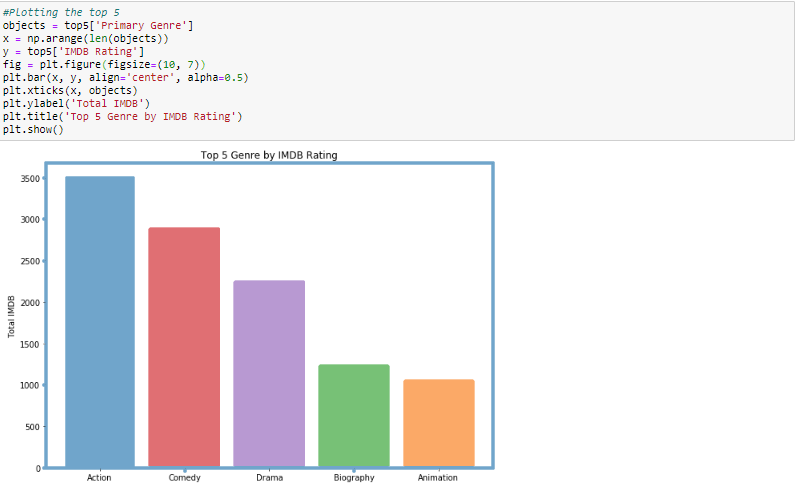 #Plotting the top 5
objects = top5['Primary Genre']
x = np.arange(len(objects))
y = top5['IMDB Rating']
fig = plt.figure(figsize=(10, 7))
plt.bar(x, y, align='center', alpha=0.5)
plt.xticks(x, objects)
plt.ylabel('Total IMDB')
plt.title('Top 5 Genre by IMDB Rating')
plt.show()
Top 5 Genre by IMDB Rating
3500
3000
2500
2000
1500
1000
500
0
Total IMDB
Action Comedy Drama Biography Animation